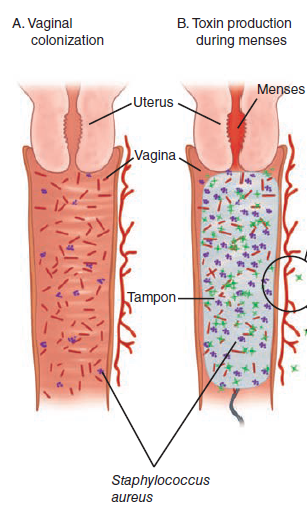 A. Vaginal
colonization
B. Toxin production
during menses
Menses
Uterus
Vagina
Tampon
Staphylococcus
aureus